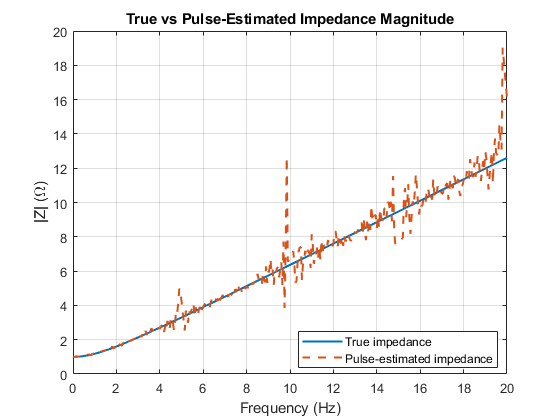 True vs Pulse-Estimated Impedance Magnitude
20
18
16
14
12
10
8
6
4
2
0
|Z| (Ω)
0 2 4 6 8 10 12 14 16 18 20
Frequency (Hz)
True impedance
Pulse-estimated impedance